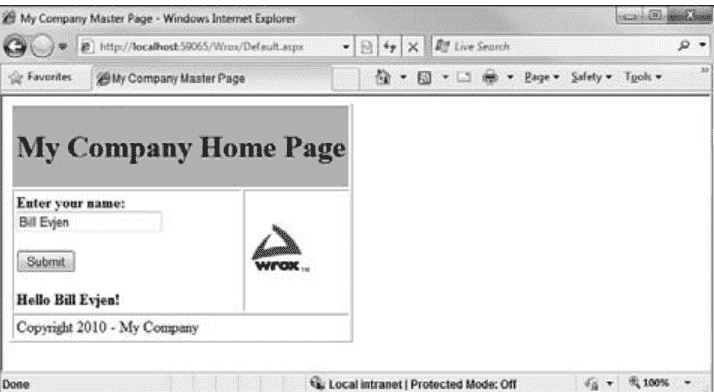 My Company Master Page - Windows Internet Explorer
http://localhost:59065/Wrox/Default.aspx
Live Search
Favorites
My Company Master Page
Page
Safety
Tools
»
My Company Home Page
Enter your name:
Bill Evjen
Submit
wrox™
Hello Bill Evjen!
Copyright 2010 - My Company
Done
Local intranet | Protected Mode: Off
100%